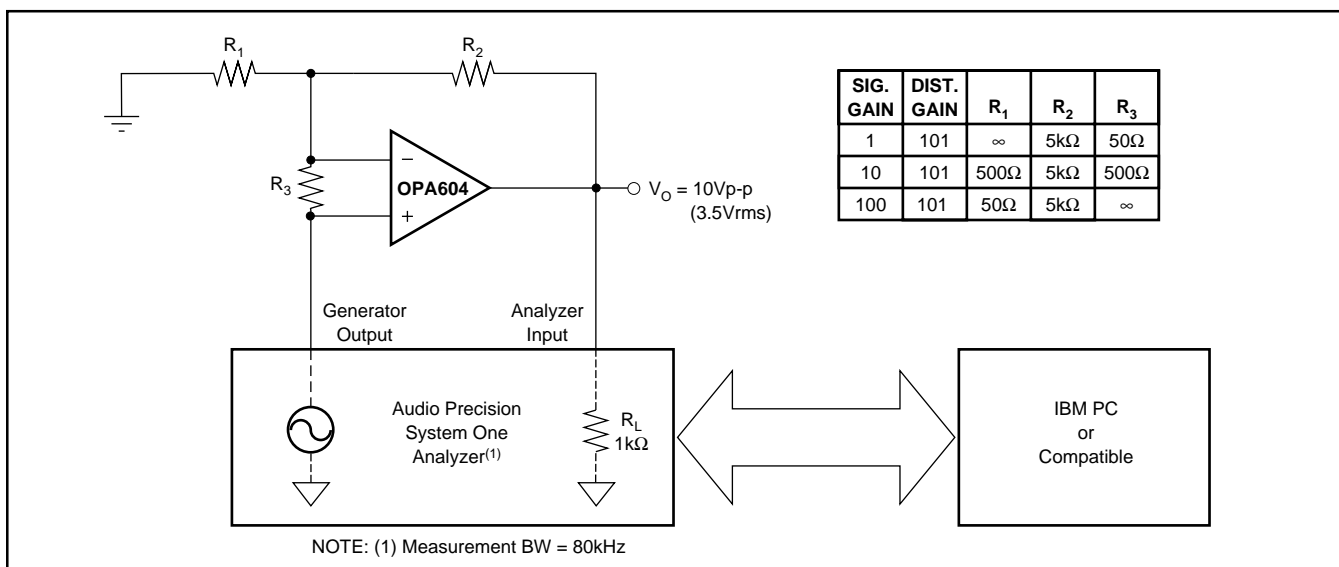 R1
R2
R3
−
+
OPA604
VO = 10Vp-p
(3.5Vrms)
SIG. GAIN DIST. GAIN R1 R2 R3
1 101 ∞ 5kΩ 50Ω
10 101 500Ω 5kΩ 500Ω
100 101 50Ω 5kΩ ∞
Generator
Output
Analyzer
Input
Audio Precision
System One
Analyzer(1)
RL
1kΩ
IBM PC
or
Compatible
NOTE: (1) Measurement BW = 80kHz